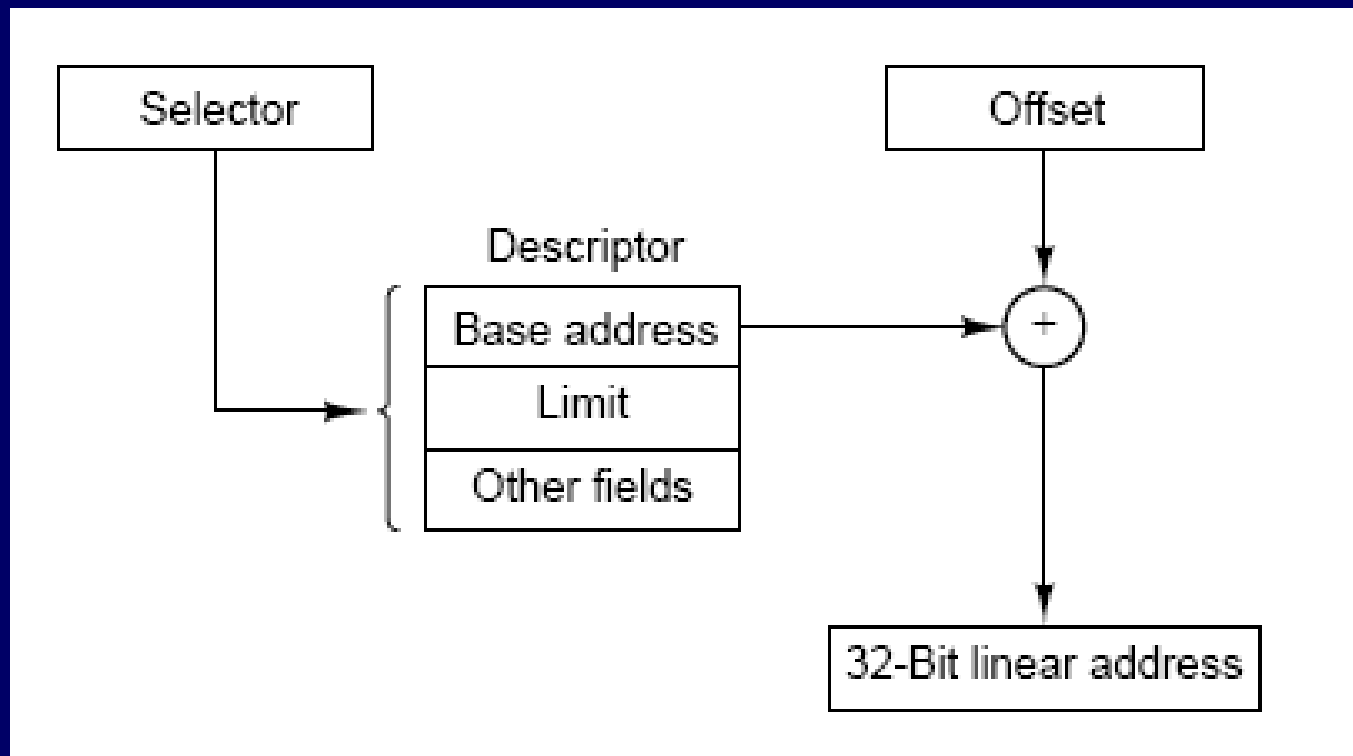 Selector
Offset
Descriptor
Base address
+
Limit
Other fields
32-Bit linear address